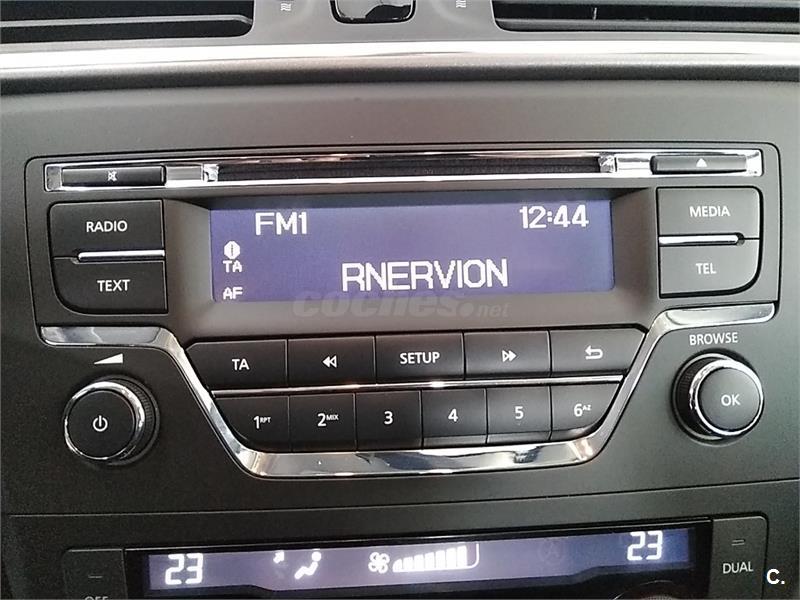 RADIO
TEXT
FM1 12:44
TA
AF
RNERVION
coches.net
MEDIA
TEL
BROWSE
TA
SETUP
1RPT
2MIX
3
4
5
6AZ
OK
23
23
OFF
DUAL
C.